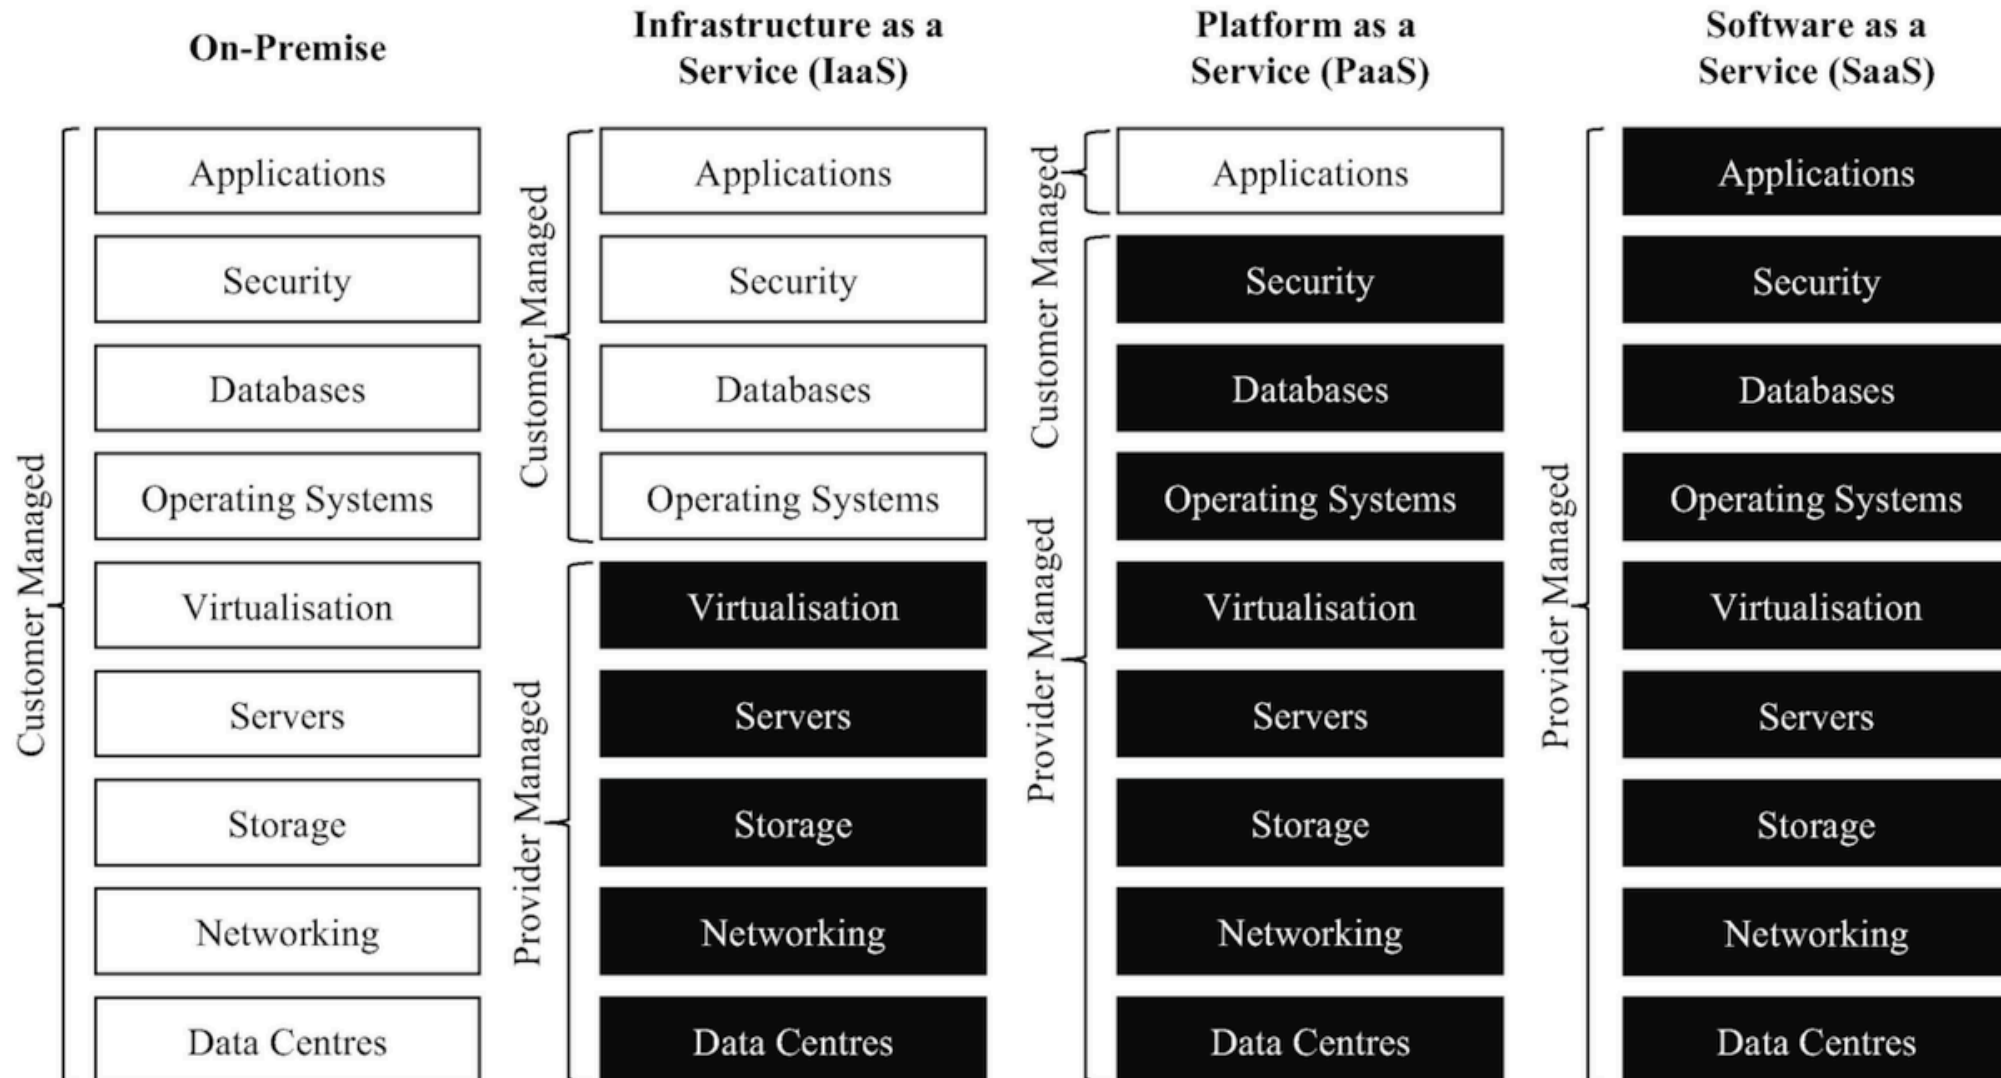 On-Premise
Infrastructure as a
Service (IaaS)
Platform as a
Service (PaaS)
Software as a
Service (SaaS)
Customer Managed
Applications
Security
Databases
Operating Systems
Virtualisation
Servers
Storage
Networking
Data Centres
Customer Managed
Provider Managed
Applications
Security
Databases
Operating Systems
Virtualisation
Servers
Storage
Networking
Data Centres
Customer Managed
Provider Managed
Applications
Security
Databases
Operating Systems
Virtualisation
Servers
Storage
Networking
Data Centres
Provider Managed
Applications
Security
Databases
Operating Systems
Virtualisation
Servers
Storage
Networking
Data Centres